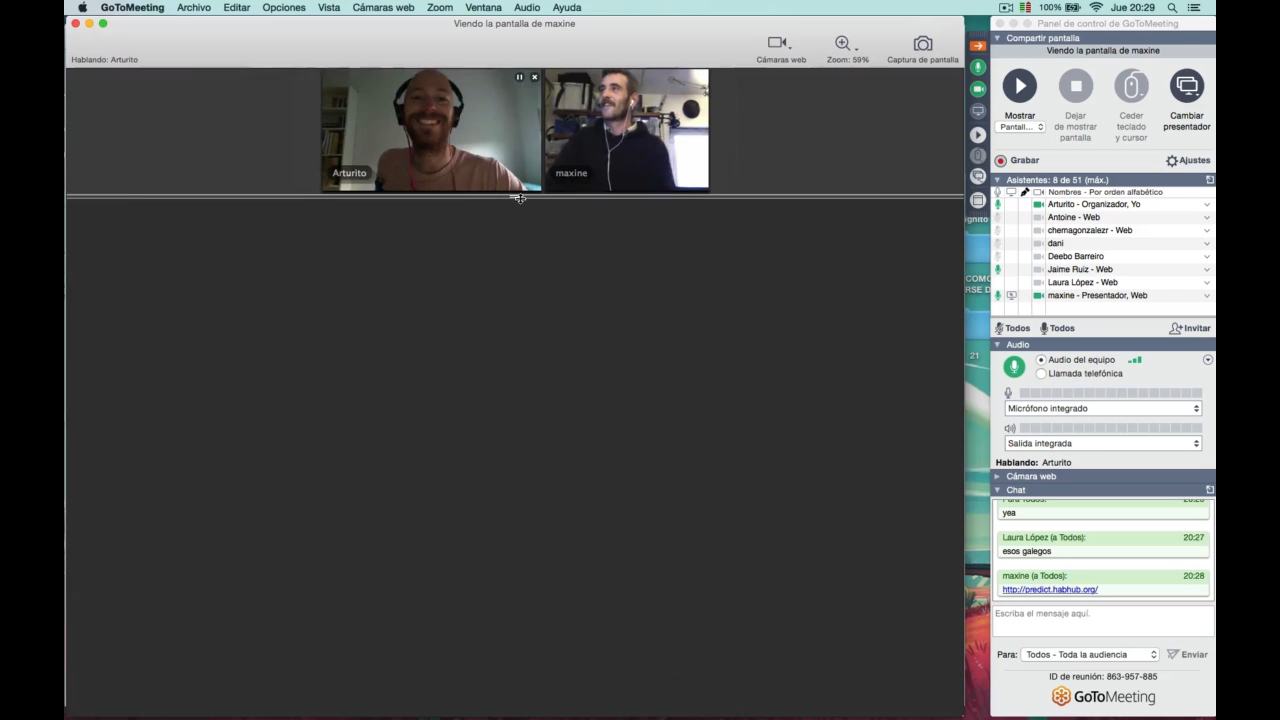 GoToMeeting Archivo Editar Opciones Vista Cámaras web Zoom Ventana Audio Ayuda
100% Jue 20:29
Viendo la pantalla de maxine
Hablando: Arturito
Cámaras web
Zoom: 59%
Captura de pantalla
Arturito
maxine
COMO
RSE D
21
Panel de control de GoToMeeting
Compartir pantalla
Viendo la pantalla de maxine
Mostrar
Pantall...
Dejar
de mostrar
pantalla
Ceder
teclado
y cursor
Cambiar
presentador
Grabar
Ajustes
Asistentes: 8 de 51 (máx.)
Nombres - Por orden alfabético
Arturito - Organizador, Yo
Antoine - Web
chemagonzalezr - Web
dani
Deebo Barreiro
Jaime Ruiz - Web
Laura López - Web
maxine - Presentador, Web
Todos Todos Invitar
Audio
Audio del equipo
Llamada telefónica
Micrófono integrado
Salida integrada
Hablando: Arturito
Cámara web
Chat
yea
Laura López (a Todos): 20:27
esos galegos
maxine (a Todos): 20:28
http://predict.habhub.org/
Escriba el mensaje aquí.
Para: Todos - Toda la audiencia Enviar
ID de reunión: 863-957-885
GoToMeeting